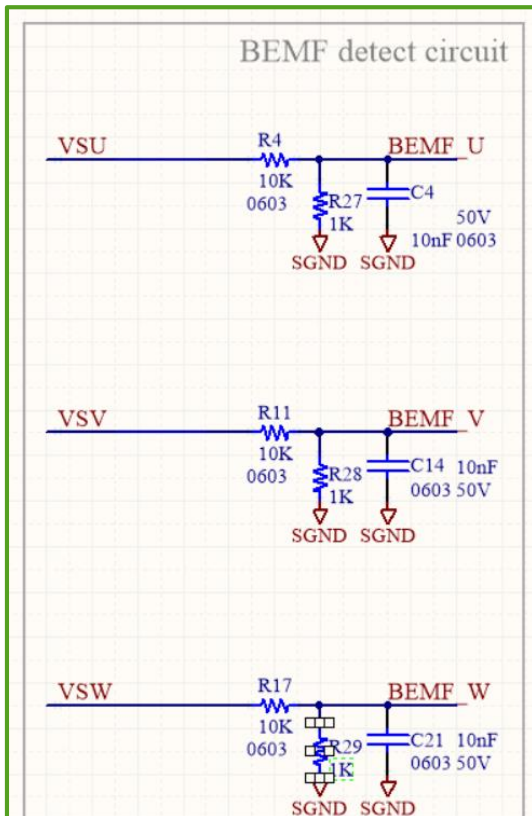 BEMF detect circuit
VSU
R4
10K
0603
BEMF_U
R27
1K
C4
50V
10nF 0603
SGND SGND
VSV
R11
10K
0603
BEMF_V
R28
1K
C14 10nF
0603 50V
SGND SGND
VSW
R17
10K
0603
BEMF_W
R29
1K
C21 10nF
0603 50V
SGND SGND